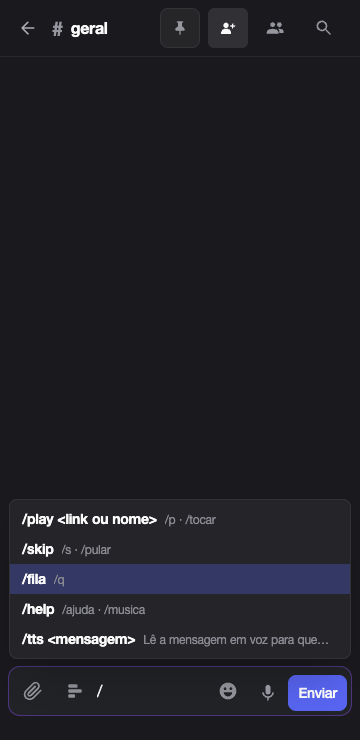 # geral
/play <link ou nome> /p · /tocar
/skip /s · /pular
/fila /q
/help /ajuda · /musica
/tts <mensagem> Lê a mensagem em voz para que…
/ Enviar